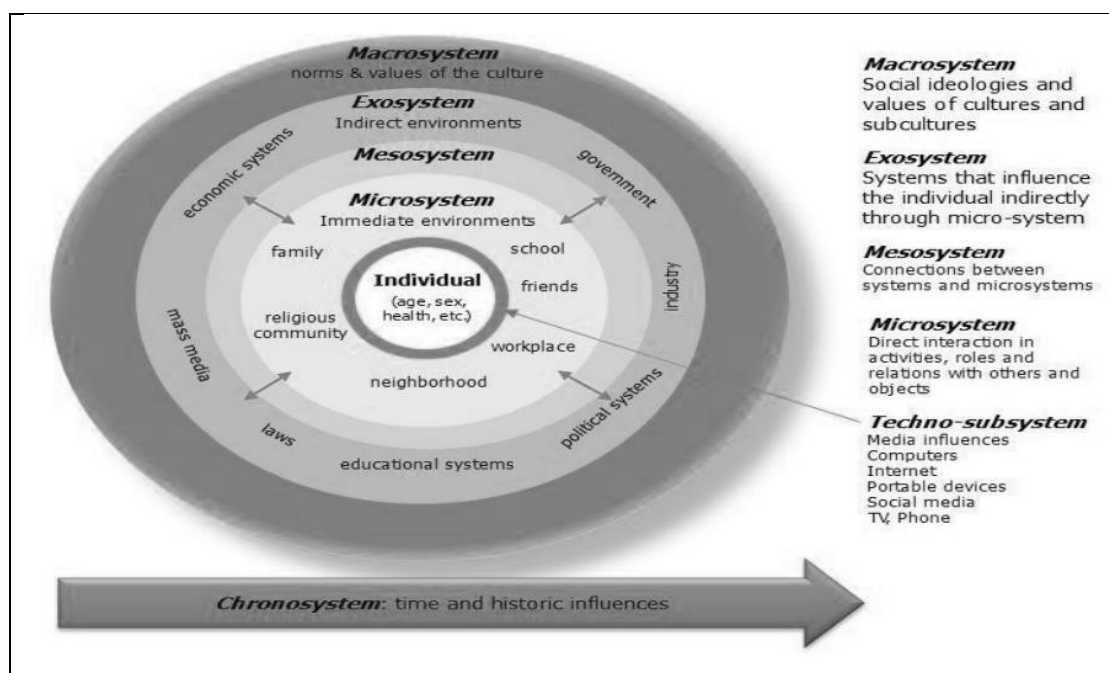 Macrosystem
norms & values of the culture
Exosystem
Indirect environments
Mesosystem
Microsystem
Immediate environments
economic systems
government
family
school
Individual
(age, sex,
health, etc.)
friends
industry
religious
community
workplace
mass media
neighborhood
laws
political systems
educational systems
Macrosystem
Social ideologies and
values of cultures and
subcultures
Exosystem
Systems that influence
the individual indirectly
through micro-system
Mesosystem
Connections between
systems and microsystems
Microsystem
Direct interaction in
activities, roles and
relations with others and
objects
Techno-subsystem
Media influences
Computers
Internet
Portable devices
Social media
TV, Phone
Chronosystem: time and historic influences